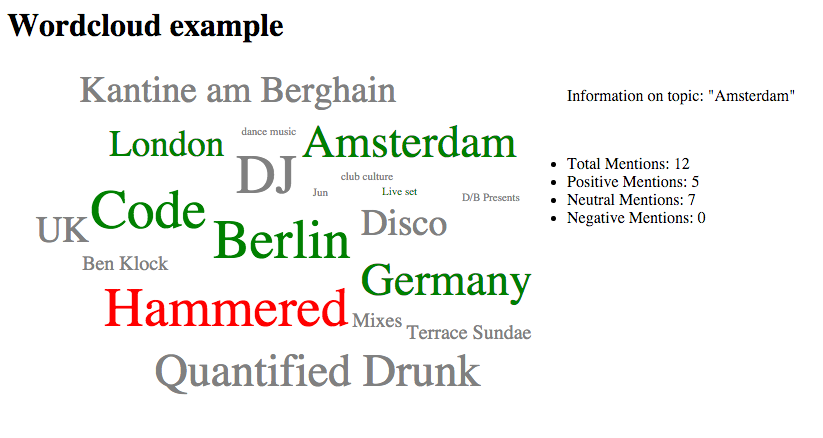 Wordcloud example
Kantine am Berghain
Information on topic: "Amsterdam"
London
dance music
Amsterdam
DJ
club culture
Jun
Live set
D/B Presents
Total Mentions: 12
Positive Mentions: 5
Neutral Mentions: 7
Negative Mentions: 0
Code
UK
Berlin
Disco
Ben Klock
Germany
Hammered
Mixes
Terrace Sundae
Quantified Drunk